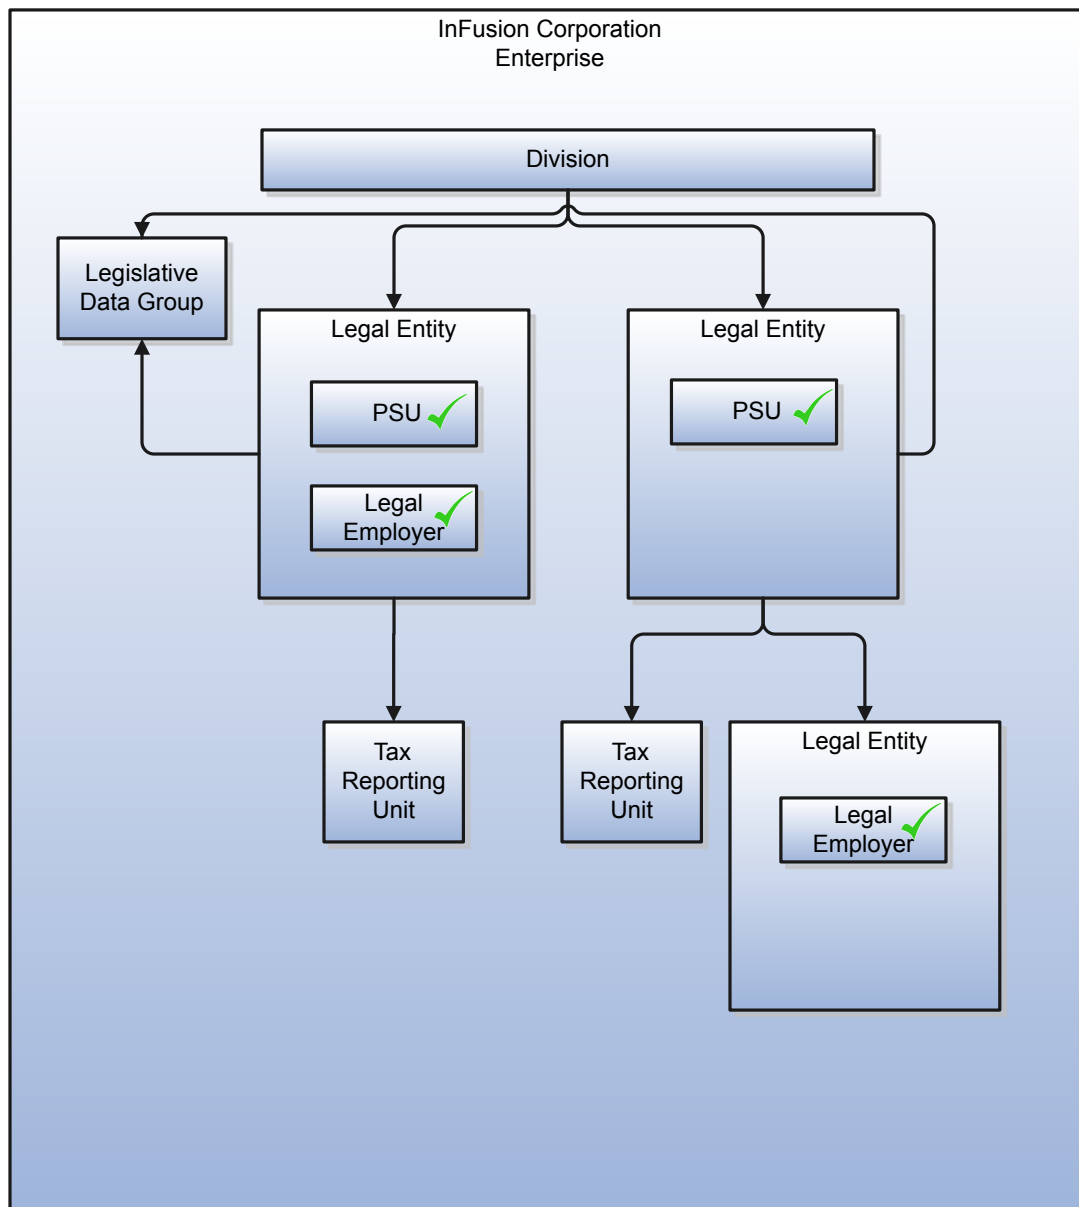 InFusion Corporation
Enterprise
Division
Legislative
Data Group
Legal Entity
PSU
Legal
Employer
Legal Entity
PSU
Tax
Reporting
Unit
Tax
Reporting
Unit
Legal Entity
Legal
Employer